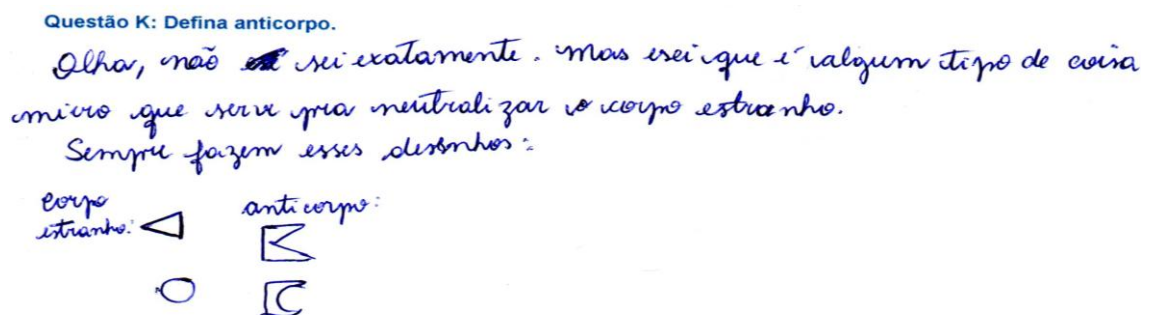 Questão K: Defina anticorpo.
Olha, não sei exatamente. Mas sei que é algum tipo de coisa
micro que serve pra neutralizar o corpo estranho.
Sempre fazem esses desenhos:
corpo anticorpo:
estranho: